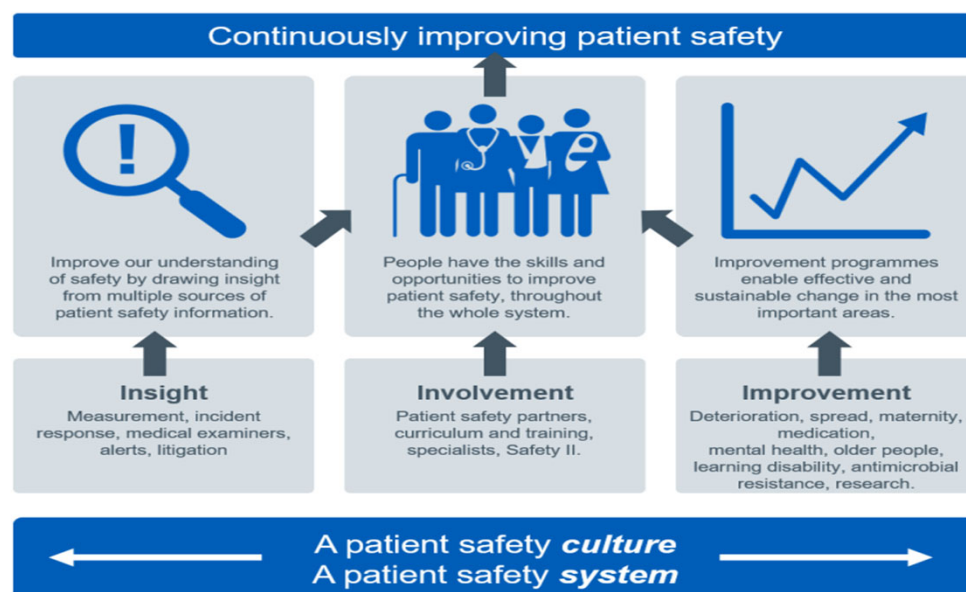 Continuously improving patient safety
!
Improve our understanding
of safety by drawing insight
from multiple sources of
patient safety information.
People have the skills and
opportunities to improve
patient safety, throughout
the whole system.
Improvement programmes
enable effective and
sustainable change in the most
important areas.
Insight
Measurement, incident
response, medical examiners,
alerts, litigation
Involvement
Patient safety partners,
curriculum and training,
specialists, Safety II.
Improvement
Deterioration, spread, maternity,
medication,
mental health, older people,
learning disability, antimicrobial
resistance, research.
A patient safety culture
A patient safety system